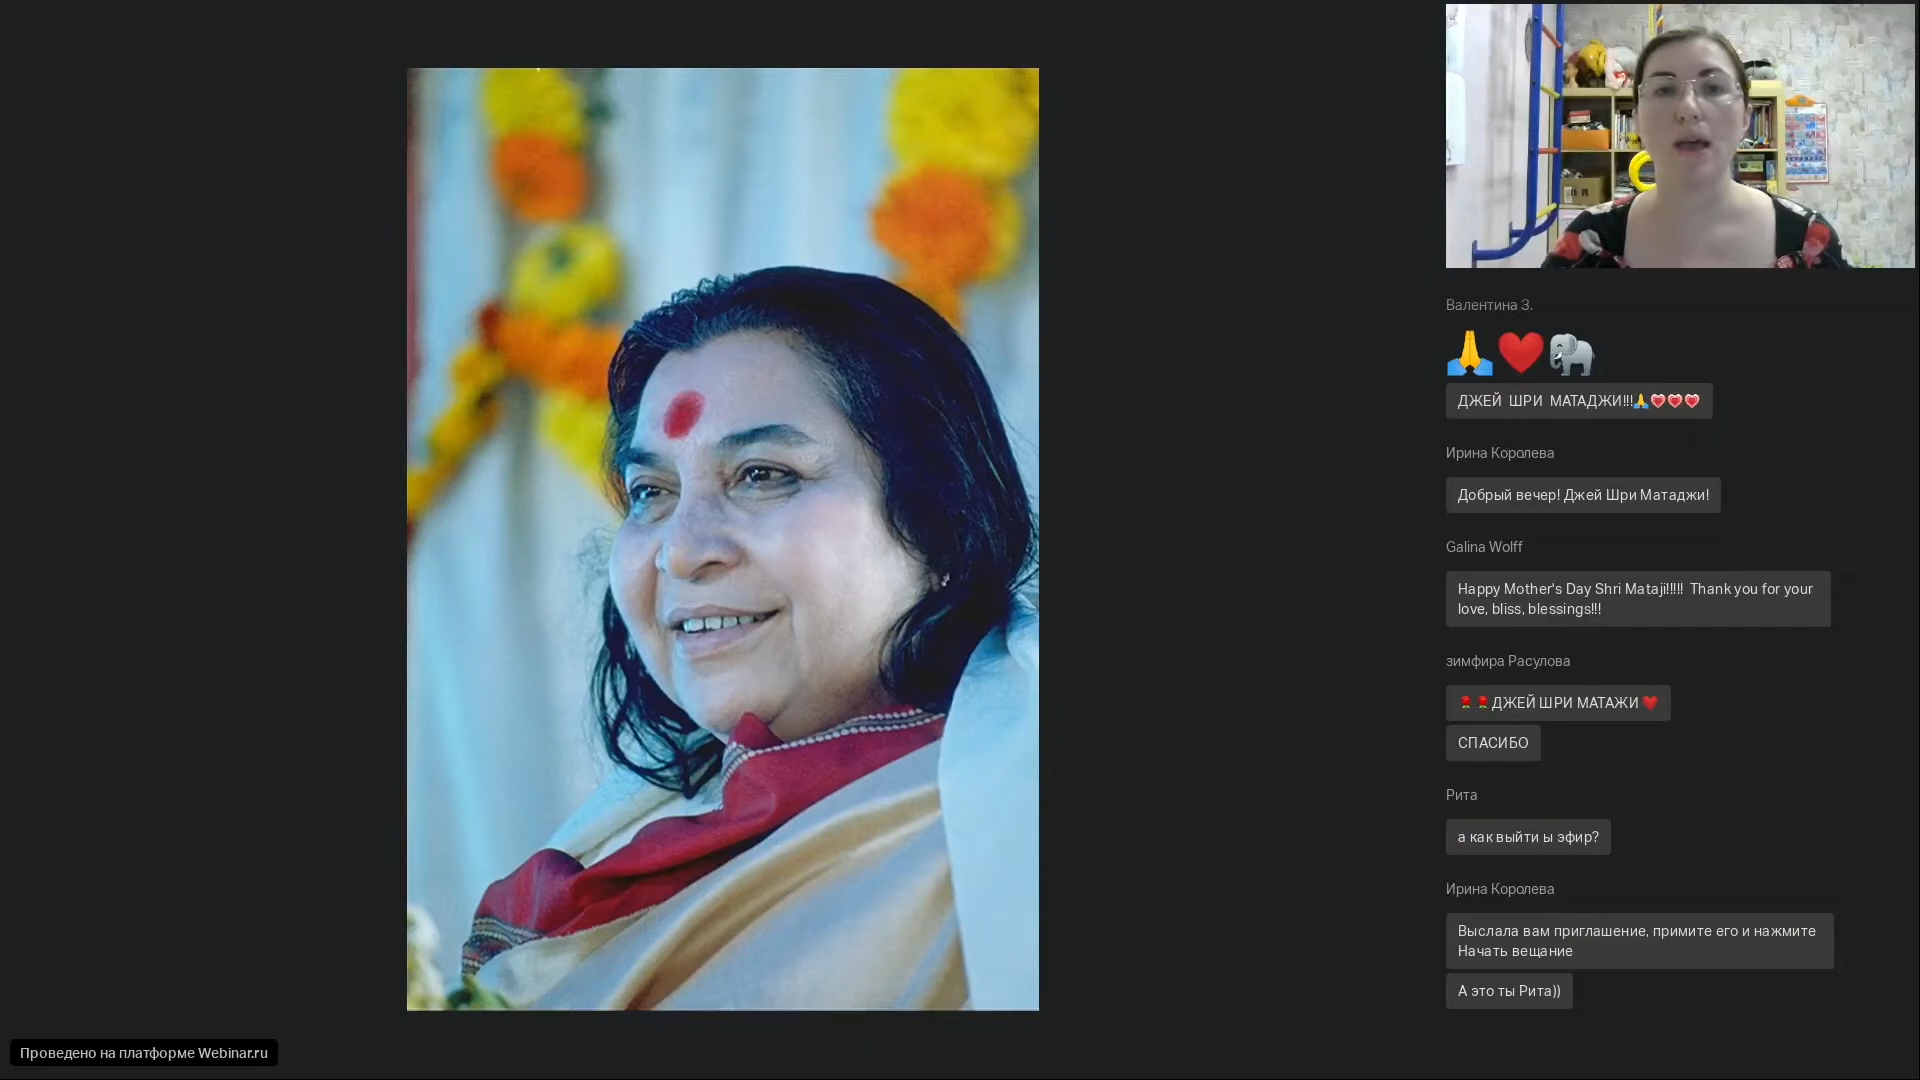 Валентина З.
🙏❤️🐘
ДЖЕЙ ШРИ МАТАДЖИ!!!🙏💗💗💗
Ирина Королева
Добрый вечер! Джей Шри Матаджи!
Galina Wolff
Happy Mother's Day Shri Mataji!!!!! Thank you for your
love, bliss, blessings!!!
зимфира Расулова
🌹🌹ДЖЕЙ ШРИ МАТАЖИ❤️
СПАСИБО
Рита
а как выйти ы эфир?
Ирина Королева
Выслала вам приглашение, примите его и нажмите
Начать вещание
А это ты Рита))
Проведено на платформе Webinar.ru